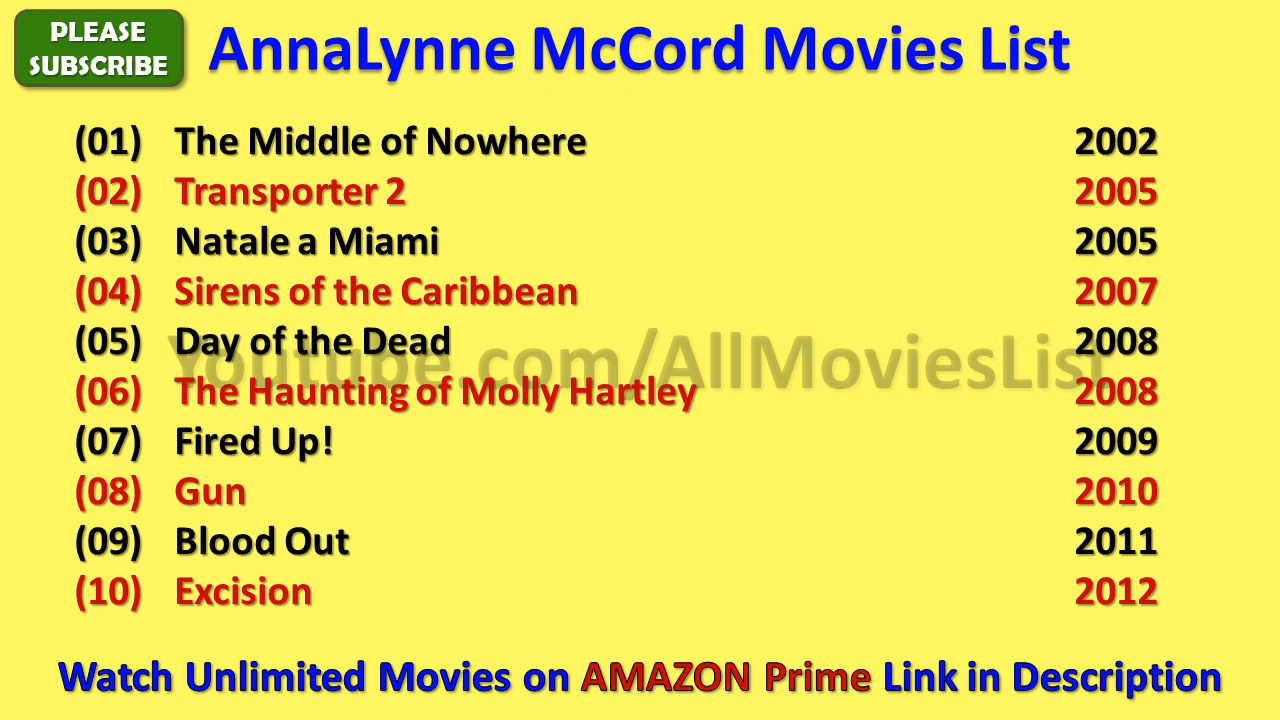 PLEASE
SUBSCRIBE
AnnaLynne McCord Movies List
(01) The Middle of Nowhere 2002
(02) Transporter 2 2005
(03) Natale a Miami 2005
(04) Sirens of the Caribbean 2007
(05) Day of the Dead 2008
Youtube.com/AllMoviesList
(06) The Haunting of Molly Hartley 2008
(07) Fired Up! 2009
(08) Gun 2010
(09) Blood Out 2011
(10) Excision 2012
Watch Unlimited Movies on AMAZON Prime Link in Description